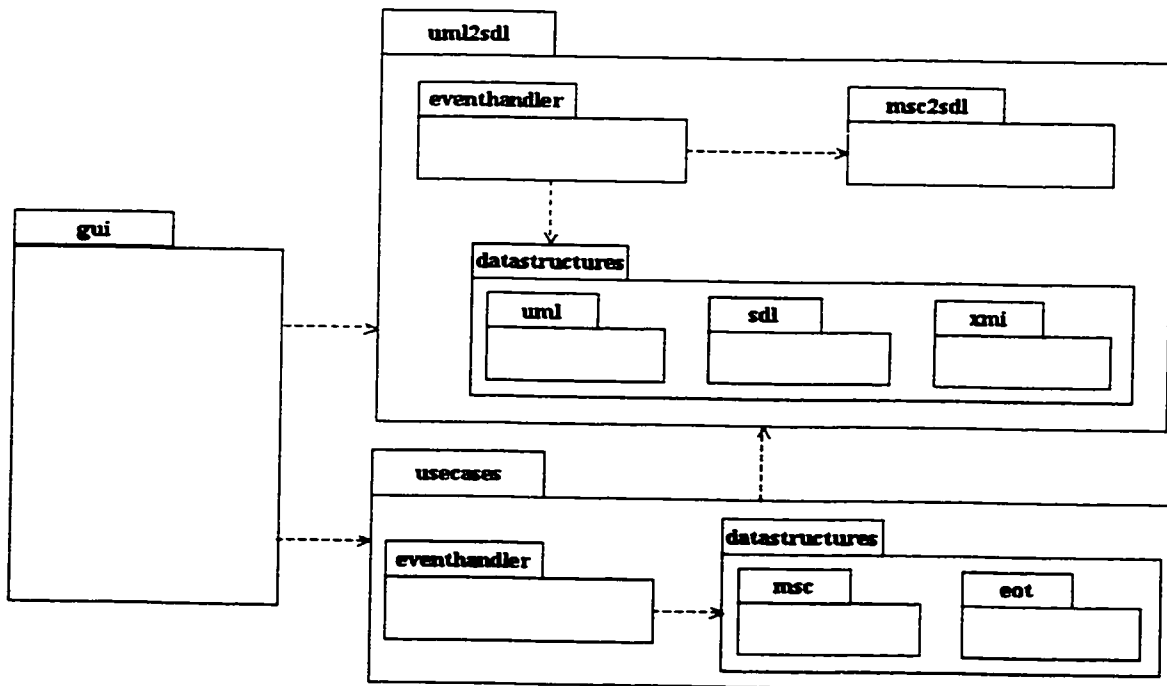 uml2sdl
eventhandler
msc2sdl
gui
datastructures
uml
sdl
xmi
usecases
eventhandler
datastructures
msc
eot